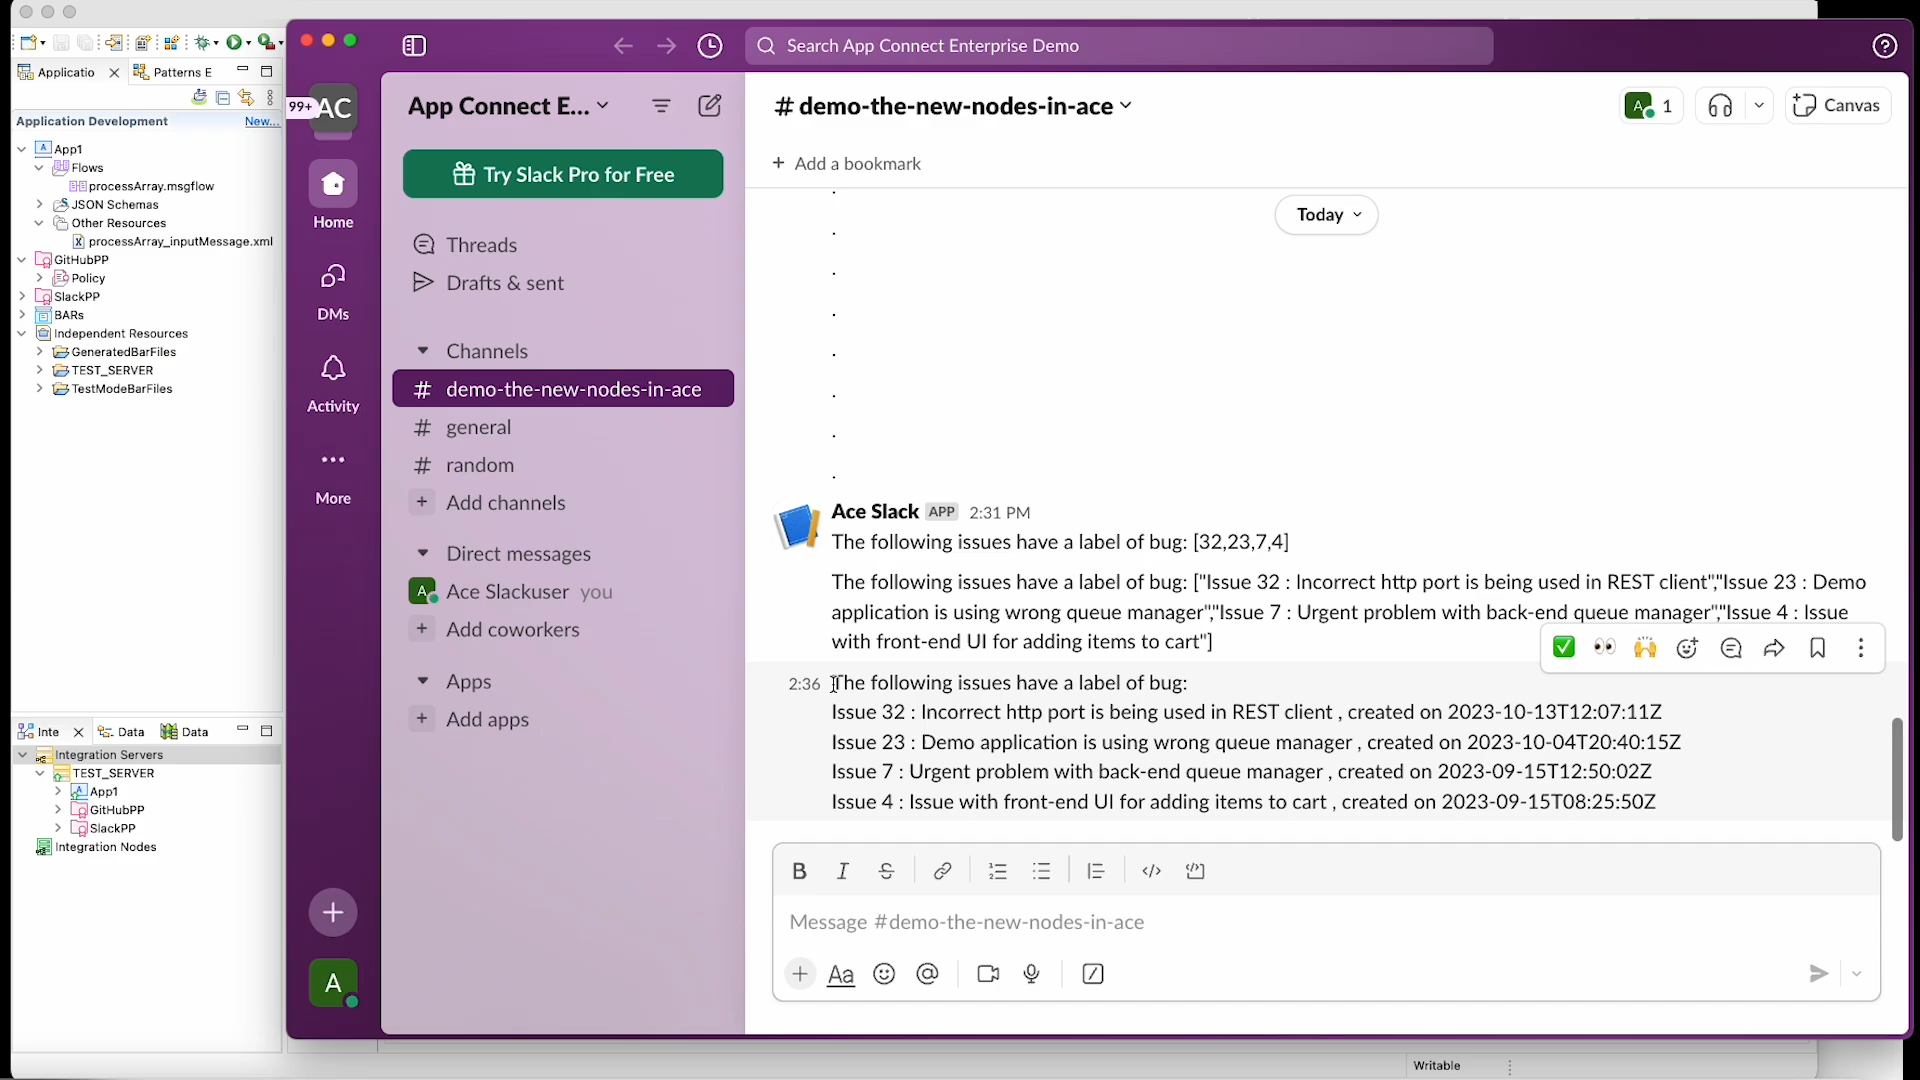 Applicatio
Patterns E
Application Development
New...
App1
Flows
processArray.msgflow
JSON Schemas
Other Resources
processArray_inputMessage.xml
GitHubPP
Policy
SlackPP
BARs
Independent Resources
GeneratedBarFiles
TEST_SERVER
TestModeBarFiles
Inte
Data
Data
Integration Servers
TEST_SERVER
App1
GitHubPP
SlackPP
Integration Nodes
99+
AC
Home
DMs
Activity
More
A
Search App Connect Enterprise Demo
App Connect E...
Try Slack Pro for Free
Threads
Drafts & sent
Channels
# demo-the-new-nodes-in-ace
# general
# random
+ Add channels
Direct messages
A Ace Slackuser you
+ Add coworkers
Apps
+ Add apps
# demo-the-new-nodes-in-ace
A 1
Canvas
+ Add a bookmark
Today
.
.
.
.
.
.
.
.
Ace Slack APP 2:31 PM
The following issues have a label of bug: [32,23,7,4]
The following issues have a label of bug: ["Issue 32 : Incorrect http port is being used in REST client","Issue 23 : Demo
application is using wrong queue manager","Issue 7 : Urgent problem with back-end queue manager","Issue 4 : Issue
with front-end UI for adding items to cart"]
2:36 The following issues have a label of bug:
Issue 32 : Incorrect http port is being used in REST client , created on 2023-10-13T12:07:11Z
Issue 23 : Demo application is using wrong queue manager , created on 2023-10-04T20:40:15Z
Issue 7 : Urgent problem with back-end queue manager , created on 2023-09-15T12:50:02Z
Issue 4 : Issue with front-end UI for adding items to cart , created on 2023-09-15T08:25:50Z
B I S
Message #demo-the-new-nodes-in-ace
+ Aa @
Writable